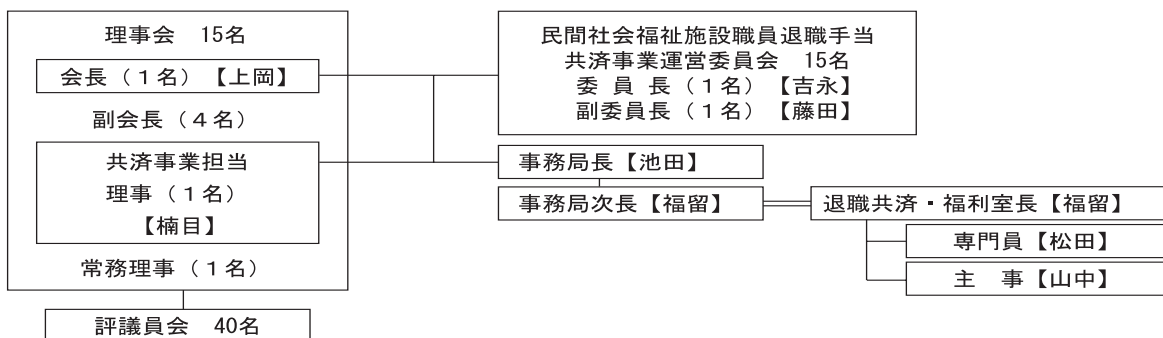 理事会　15名
会長（１名）【上岡】
副会長（４名）
共済事業担当
理事（１名）
【楠目】
常務理事（１名）
評議員会　40名
民間社会福祉施設職員退職手当
共済事業運営委員会　15名
委 員 長（１名）【吉永】
副委員長（１名）【藤田】
事務局長【池田】
事務局次長【福留】
退職共済・福利室長【福留】
専門員【松田】
主　事【山中】